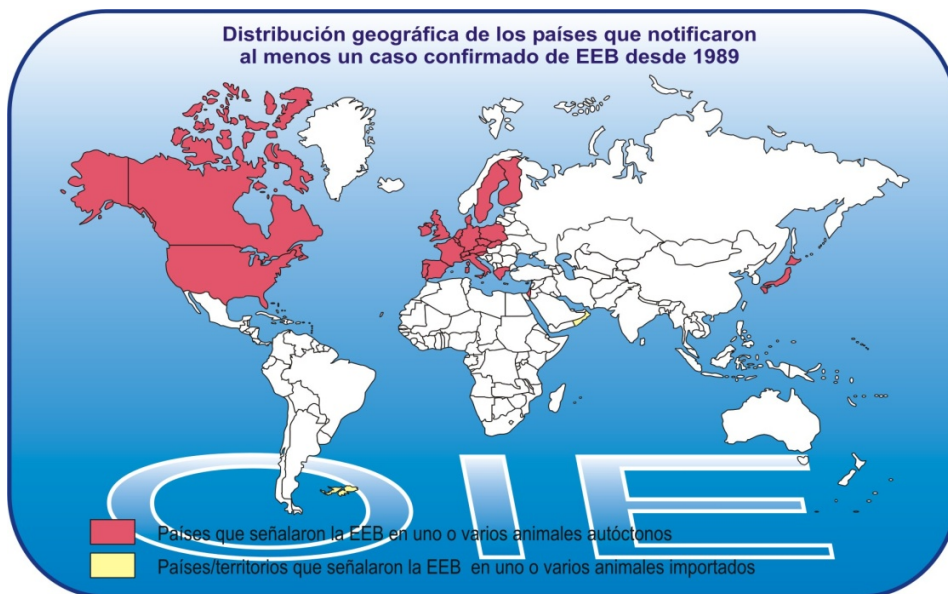 Distribución geográfica de los países que notificaron
al menos un caso confirmado de EEB desde 1989
OIE
Países que señalaron la EEB en uno o varios animales autóctonos
Países/territorios que señalaron la EEB en uno o varios animales importados